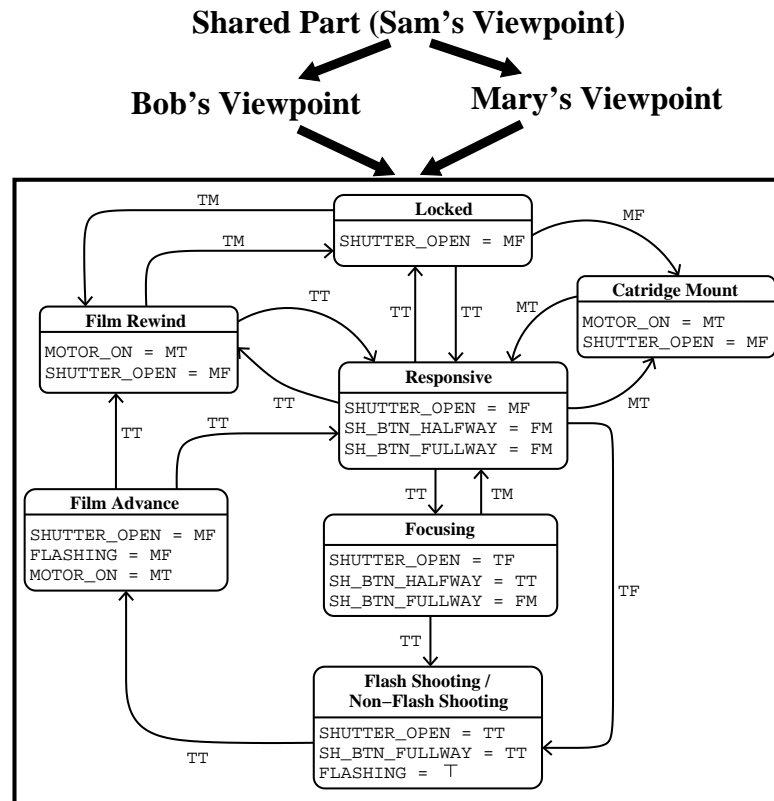 Shared Part (Sam's Viewpoint)
Bob's Viewpoint
Mary's Viewpoint
TM
Locked
SHUTTER_OPEN = MF
MF
TM
Film Rewind
MOTOR_ON = MT
SHUTTER_OPEN = MF
TT
TT
TT
MT
Catridge Mount
MOTOR_ON = MT
SHUTTER_OPEN = MF
TT
Responsive
SHUTTER_OPEN = MF
SH_BTN_HALFWAY = FM
SH_BTN_FULLWAY = FM
MT
TT
TT
Film Advance
SHUTTER_OPEN = MF
FLASHING = MF
MOTOR_ON = MT
TT
TM
Focusing
SHUTTER_OPEN = TF
SH_BTN_HALFWAY = TT
SH_BTN_FULLWAY = FM
TF
TT
Flash Shooting /
Non−Flash Shooting
SHUTTER_OPEN = TT
SH_BTN_FULLWAY = TT
FLASHING = ⊤
TT